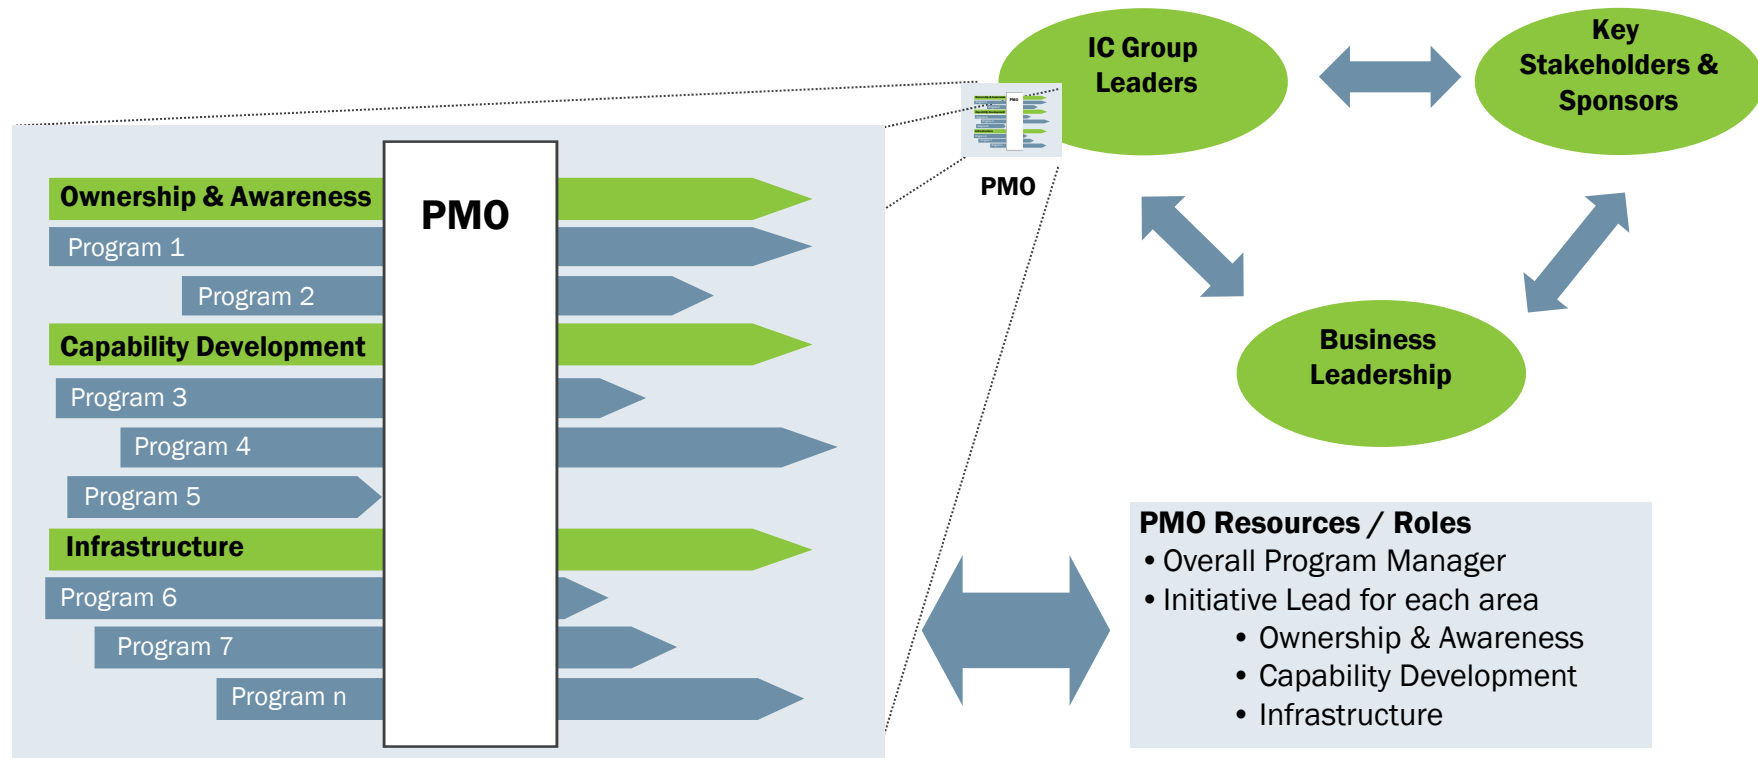 Ownership & Awareness
Program 1
Program 2
Capability Development
Program 3
Program 4
Program 5
Infrastructure
Program 6
Program 7
Program n
PMO
IC Group
Leaders
Key
Stakeholders &
Sponsors
PMO
Business
Leadership
PMO Resources / Roles
• Overall Program Manager
• Initiative Lead for each area
• Ownership & Awareness
• Capability Development
• Infrastructure